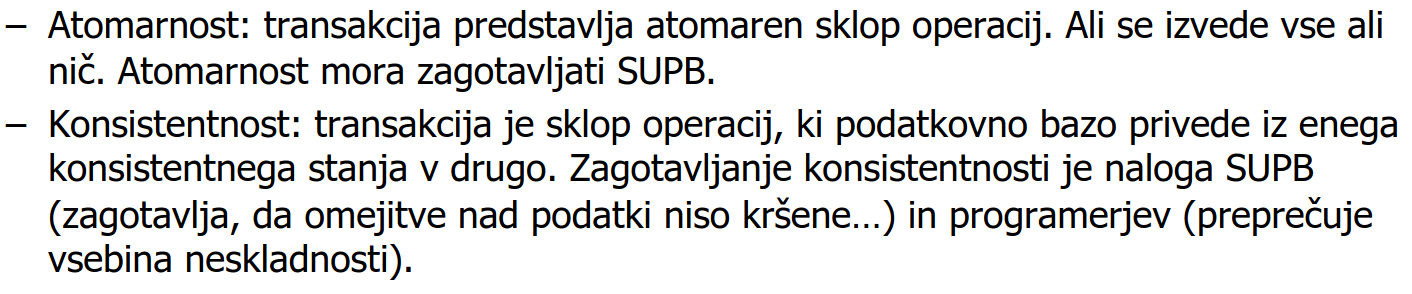 – Atomarnost: transakcija predstavlja atomaren sklop operacij. Ali se izvede vse ali
nič. Atomarnost mora zagotavljati SUPB.
– Konsistentnost: transakcija je sklop operacij, ki podatkovno bazo privede iz enega
konsistentnega stanja v drugo. Zagotavljanje konsistentnosti je naloga SUPB
(zagotavlja, da omejitve nad podatki niso kršene…) in programerjev (preprečuje
vsebina neskladnosti).